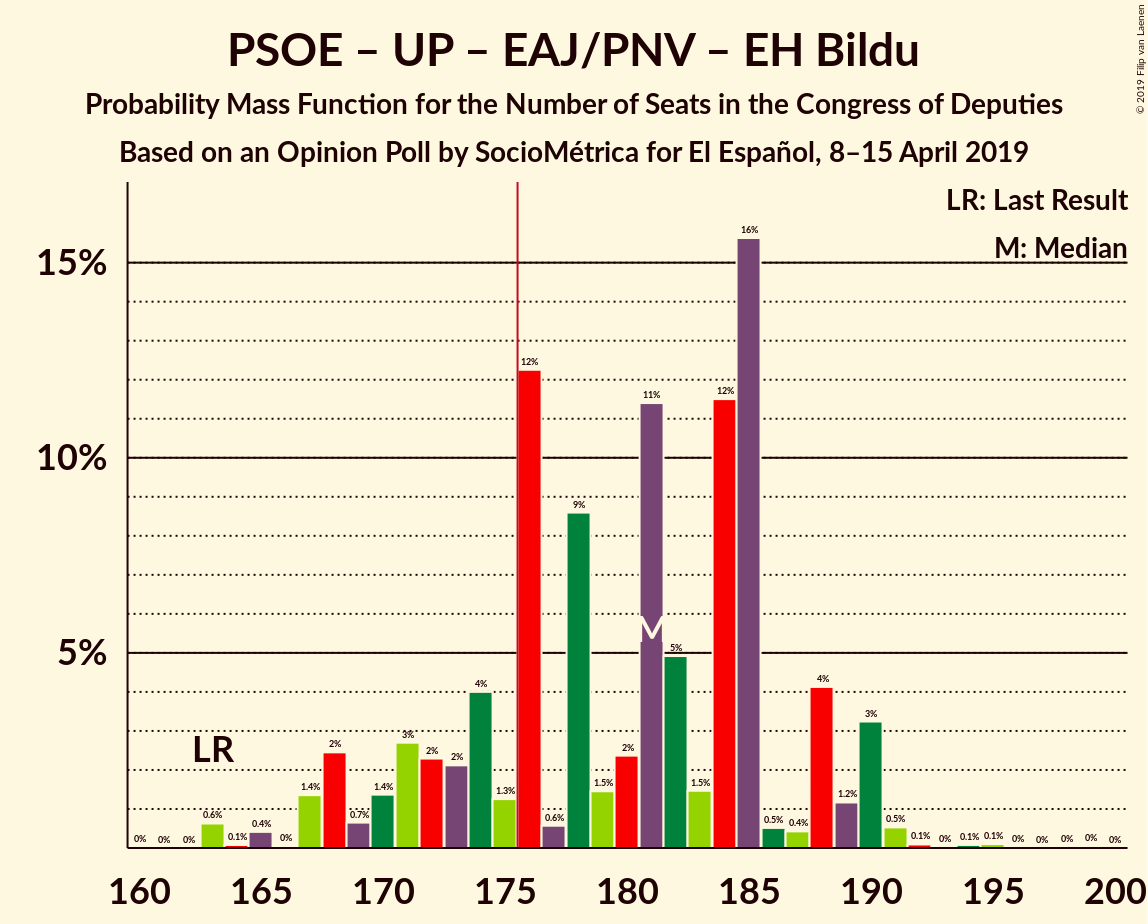 PSOE – UP – EAJ/PNV – EH Bildu
Probability Mass Function for the Number of Seats in the Congress of Deputies
Based on an Opinion Poll by SocioMétrica for El Español, 8–15 April 2019
© 2019 Filip van Laenen
LR: Last Result
M: Median
15%
10%
5%
LR
M
0% 0% 0% 0.6% 0.1% 0.4% 0% 1.4% 2% 0.7% 1.4% 3% 2% 2% 4% 1.3% 12% 0.6% 9% 1.5% 2% 11% 5% 1.5% 12% 16% 0.5% 0.4% 4% 1.2% 3% 0.5% 0.1% 0% 0.1% 0.1% 0% 0% 0% 0% 0%
160 165 170 175 180 185 190 195 200